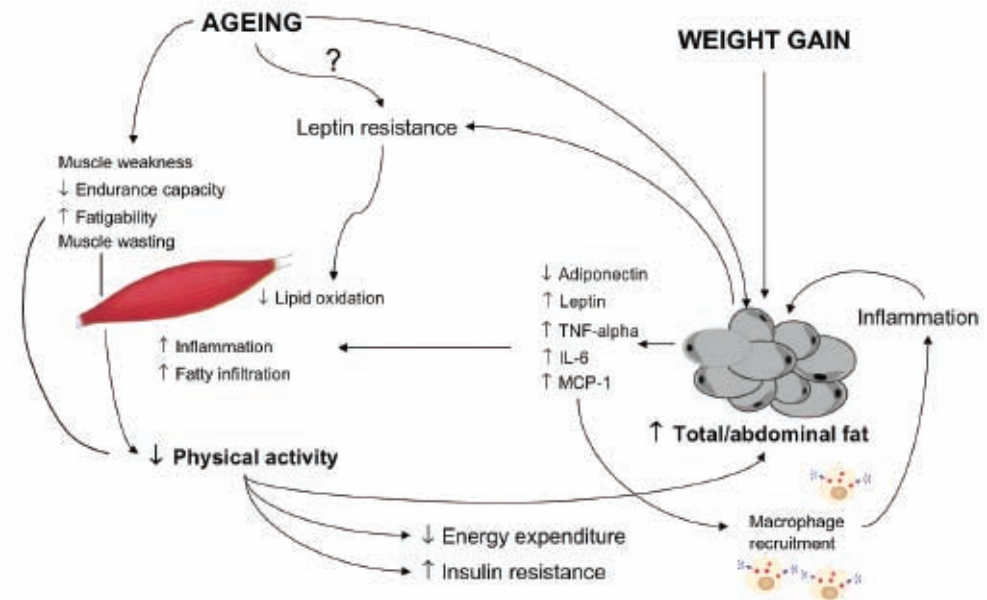 AGEING
WEIGHT GAIN
?
Leptin resistance
Muscle weakness
↓ Endurance capacity
↑ Fatigability
Muscle wasting
↓ Lipid oxidation
↑ Inflammation
↑ Fatty infiltration
↓ Adiponectin
↑ Leptin
↑ TNF-alpha
↑ IL-6
↑ MCP-1
Inflammation
↑ Total/abdominal fat
↓ Physical activity
↓ Energy expenditure
↑ Insulin resistance
Macrophage
recruitment